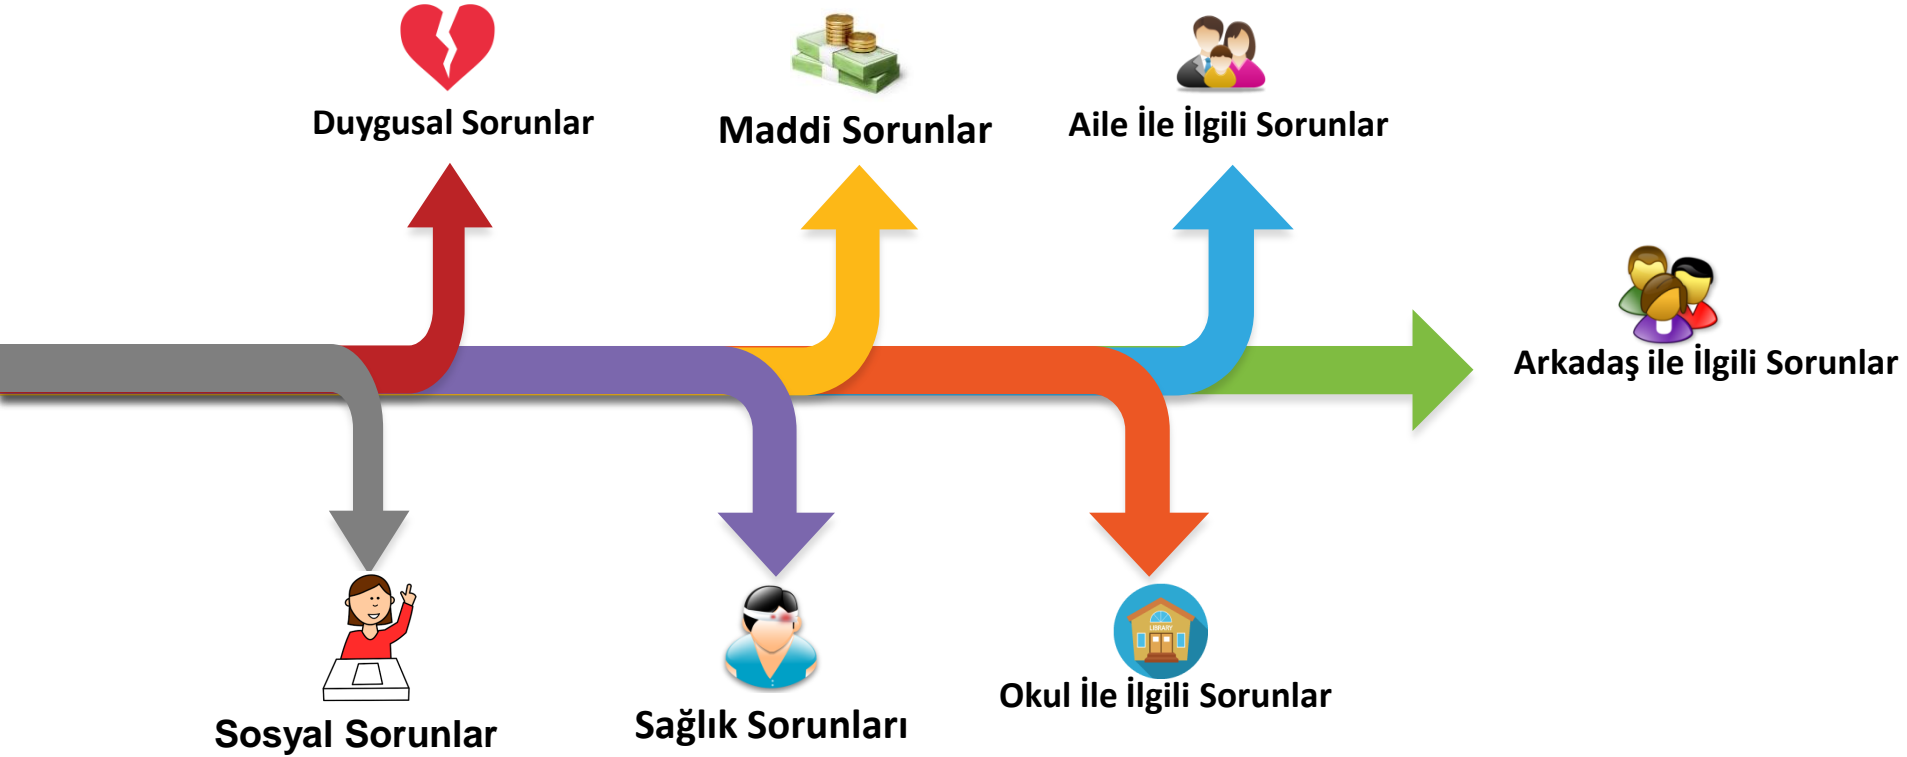 Duygusal Sorunlar
Maddi Sorunlar
Aile İle İlgili Sorunlar
Arkadaş ile İlgili Sorunlar
LIBRARY
Okul İle İlgili Sorunlar
Sağlık Sorunları
Sosyal Sorunlar